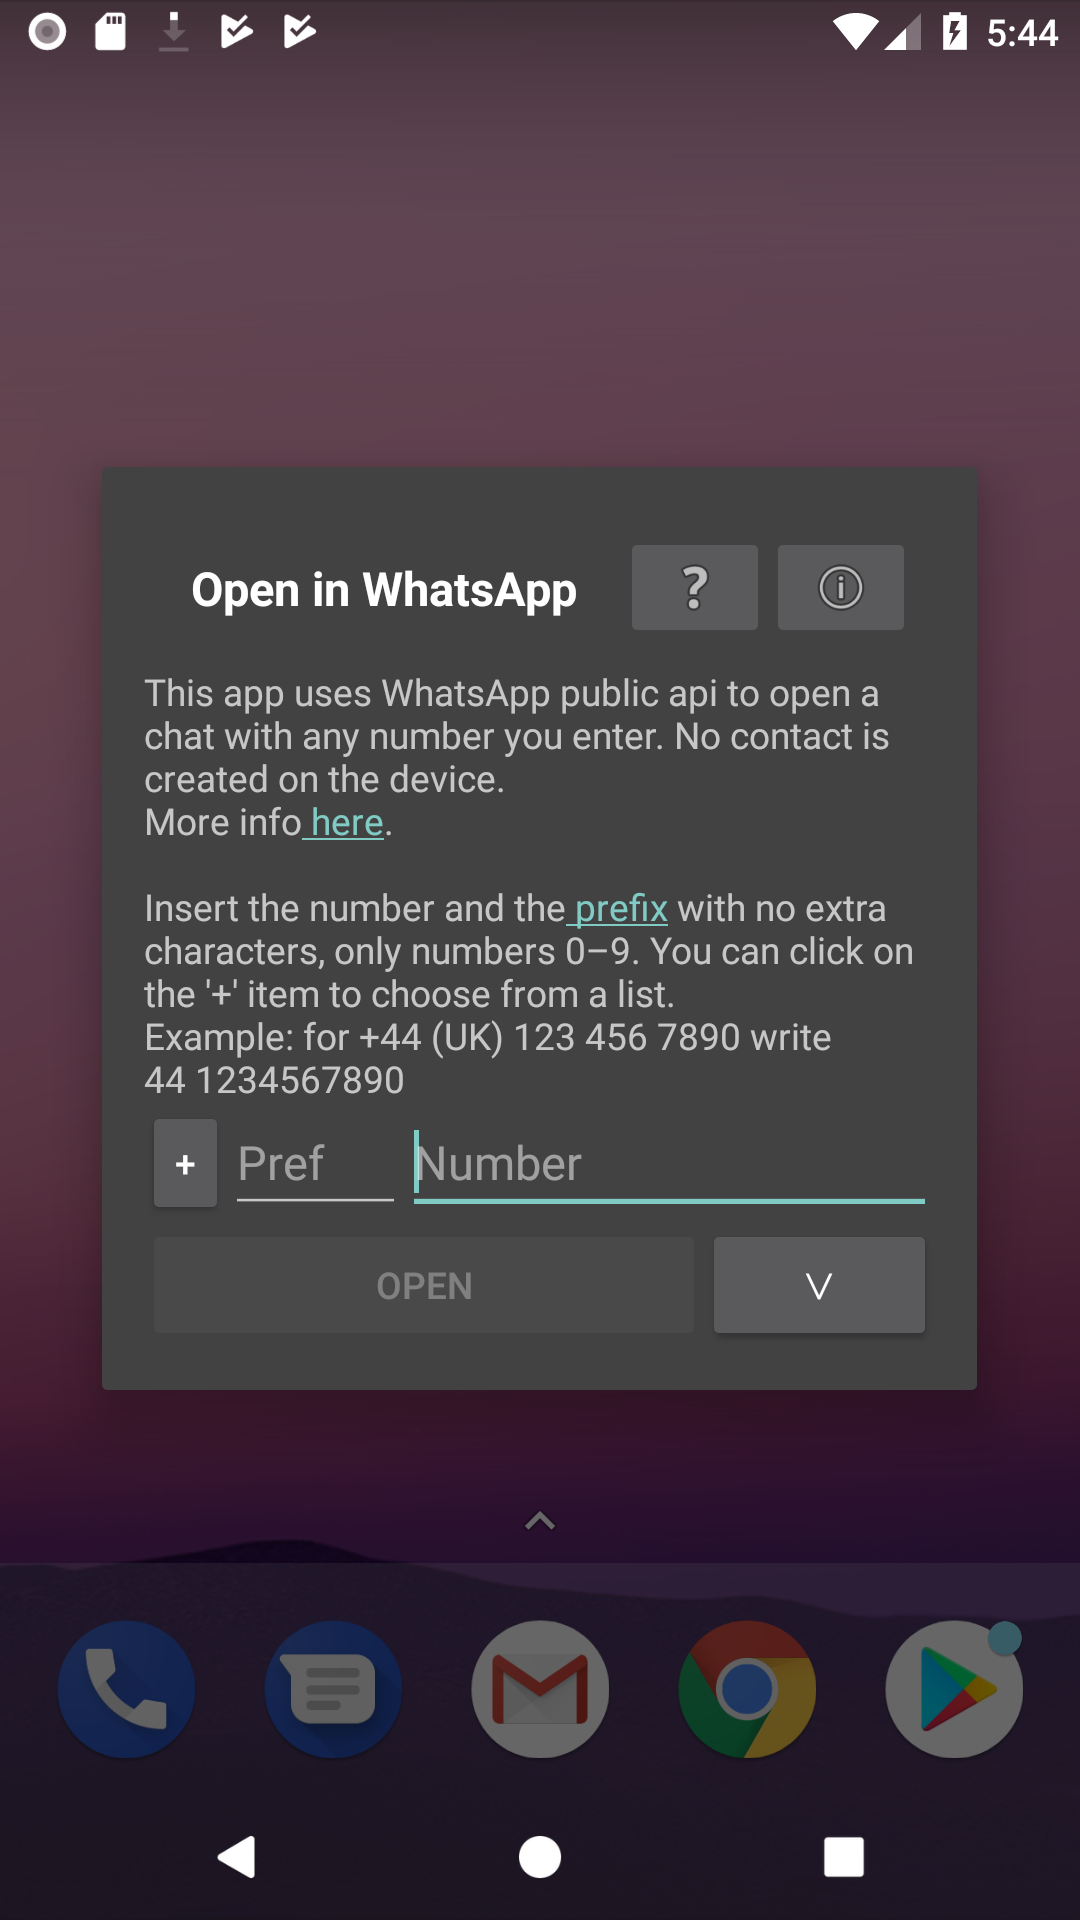 5:44
Open in WhatsApp
?
This app uses WhatsApp public api to open a
chat with any number you enter. No contact is
created on the device.
More info here.
Insert the number and the prefix with no extra
characters, only numbers 0–9. You can click on
the '+' item to choose from a list.
Example: for +44 (UK) 123 456 7890 write
44 1234567890
+ Pref Number
OPEN V